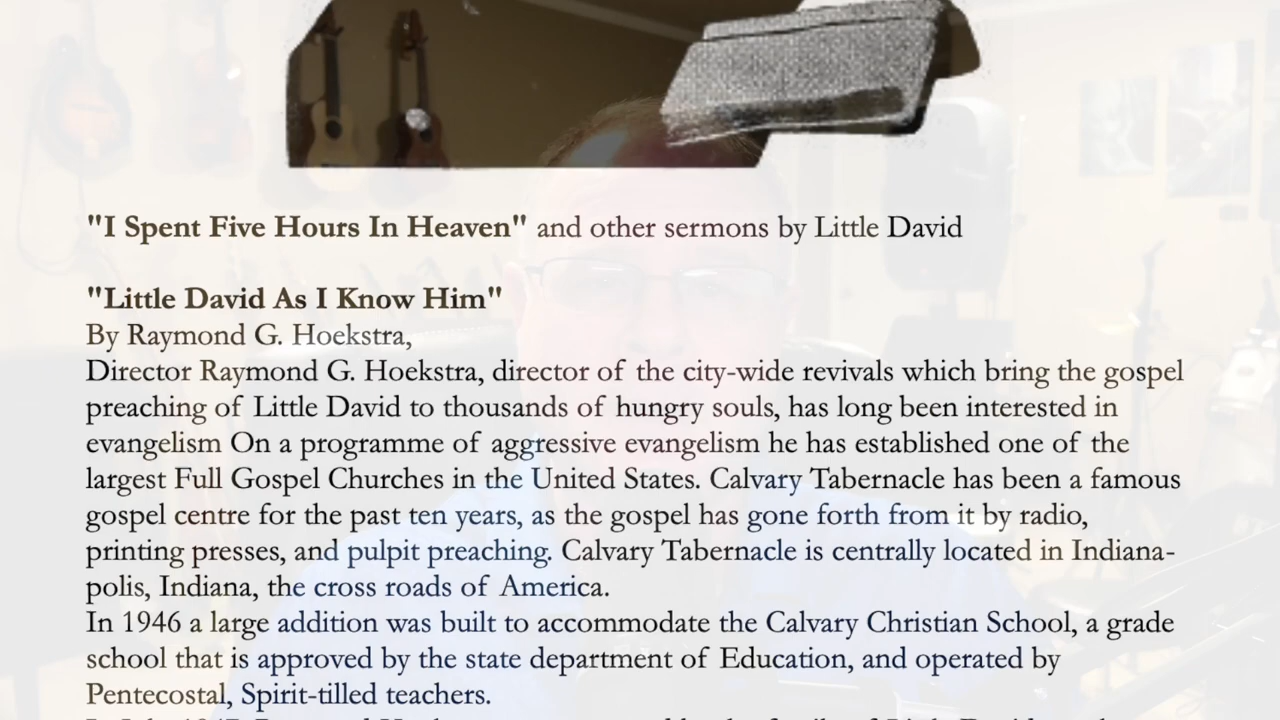 "I Spent Five Hours In Heaven" and other sermons by Little David
"Little David As I Know Him"
By Raymond G. Hoekstra,
Director Raymond G. Hoekstra, director of the city-wide revivals which bring the gospel
preaching of Little David to thousands of hungry souls, has long been interested in
evangelism On a programme of aggressive evangelism he has established one of the
largest Full Gospel Churches in the United States. Calvary Tabernacle has been a famous
gospel centre for the past ten years, as the gospel has gone forth from it by radio,
printing presses, and pulpit preaching. Calvary Tabernacle is centrally located in Indiana-
polis, Indiana, the cross roads of America.
In 1946 a large addition was built to accommodate the Calvary Christian School, a grade
school that is approved by the state department of Education, and operated by
Pentecostal, Spirit-tilled teachers.